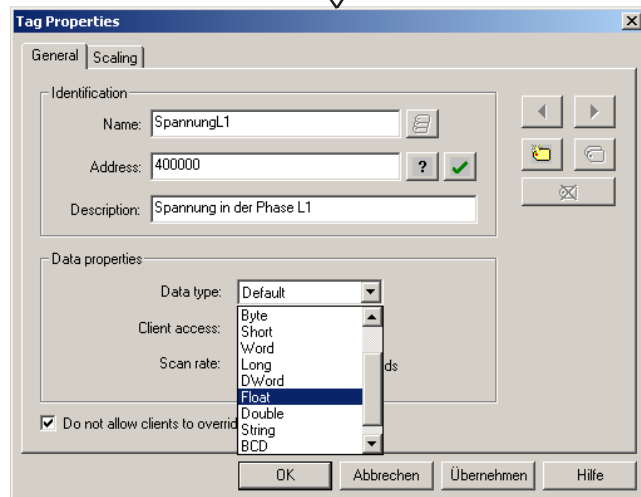 Tag Properties
General Scaling
Identification
Name: SpannungL1
Address: 400000 ?
Description: Spannung in der Phase L1
Data properties
Data type: Default
Client access:
Scan rate: ds
Byte
Short
Word
Long
DWord
Float
Double
String
BCD
Do not allow clients to overrid
OK Abbrechen Übernehmen Hilfe